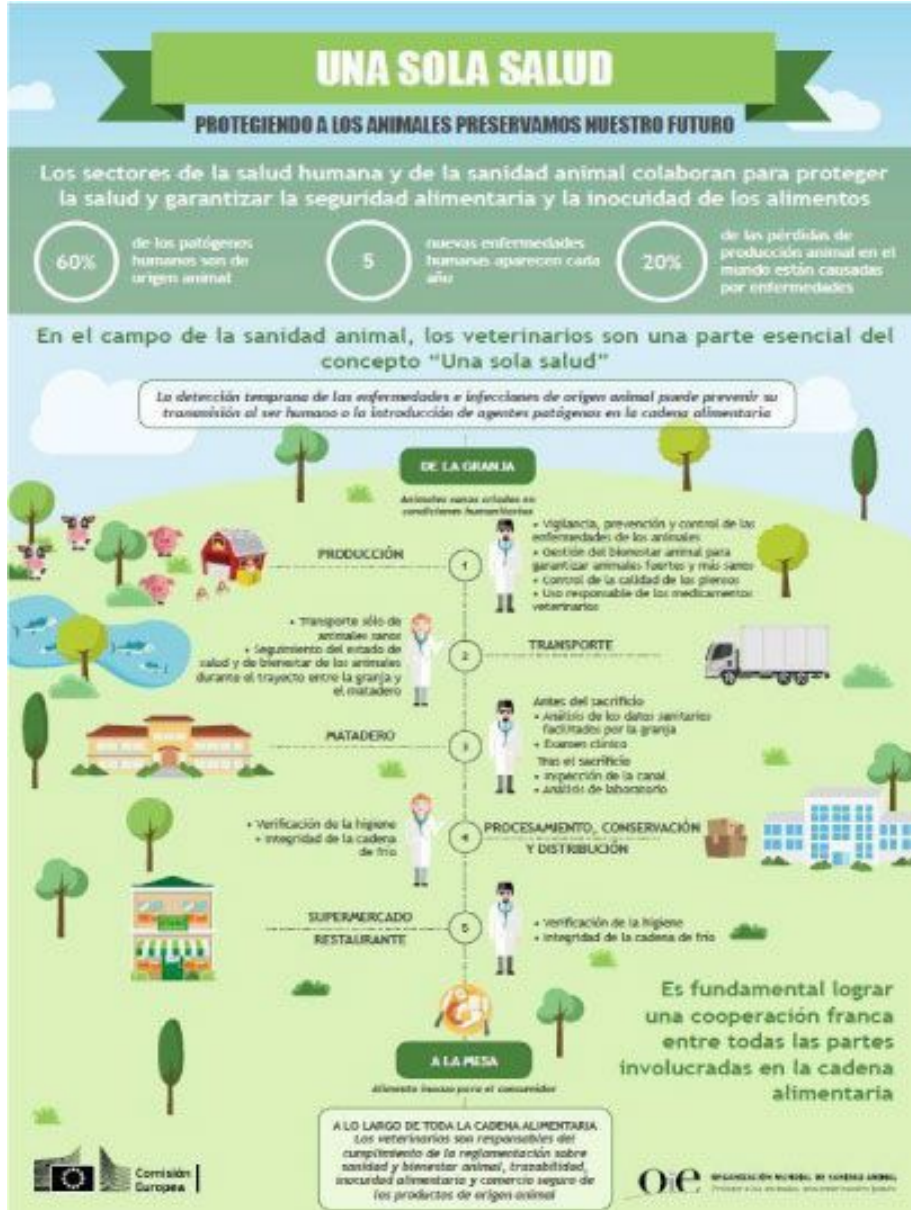 UNA SOLA SALUD
PROTEGIENDO A LOS ANIMALES PRESERVAMOS NUESTRO FUTURO
Los sectores de la salud humana y de la sanidad animal colaboran para proteger
la salud y garantizar la seguridad alimentaria y la inocuidad de los alimentos
60%
de los patógenos
humanos son de
origen animal
5
nuevas enfermedades
humanas aparecen cada
año
20%
de las pérdidas de
producción animal en el
mundo están causadas
por enfermedades
En el campo de la sanidad animal, los veterinarios son una parte esencial del
concepto "Una sola salud"
La detección temprana de las enfermedades e infecciones de origen animal puede prevenir su
transmisión al ser humano o la introducción de agentes patógenos en la cadena alimentaria
DE LA GRANJA
Animales sanos criados en
condiciones humanitarias
PRODUCCIÓN
1
• Vigilancia, prevención y control de las
enfermedades de los animales
• Gestión del bienestar animal para
garantizar animales fuertes y más sanos
• Control de la calidad de los piensos
• Uso responsable de los medicamentos
veterinarios
• Transporte sólo de
animales sanos
• Seguimiento del estado de
salud y de bienestar de los animales
durante el trayecto entre la granja y
el matadero
2
TRANSPORTE
MATADERO
3
Antes del sacrificio
• Análisis de los datos sanitarios
facilitados por la granja
• Examen clínico
Tras el sacrificio
• Inspección de la canal
• Análisis de laboratorio
• Verificación de la higiene
• Integridad de la cadena
de frío
4
PROCESAMIENTO, CONSERVACIÓN
Y DISTRIBUCIÓN
SUPERMERCADO
RESTAURANTE
5
• Verificación de la higiene
• Integridad de la cadena de frío
Es fundamental lograr
una cooperación franca
entre todas las partes
involucradas en la cadena
alimentaria
A LA MESA
Alimento inocuo para el consumidor
A LO LARGO DE TODA LA CADENA ALIMENTARIA
Los veterinarios son responsables del
cumplimiento de la reglamentación sobre
sanidad y bienestar animal, trazabilidad,
inocuidad alimentaria y comercio seguro de
los productos de origen animal
Comisión
Europea
Oie
ORGANIZACIÓN MUNDIAL DE SANIDAD ANIMAL